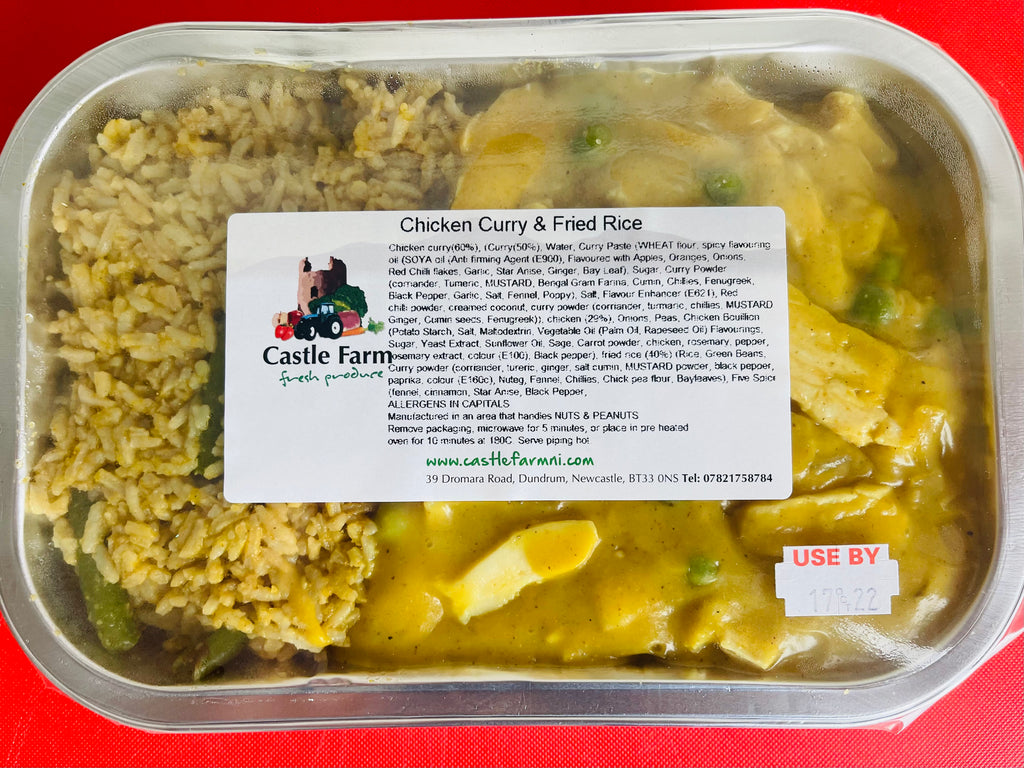 Chicken Curry & Fried Rice
Chicken curry(60%), (Curry(50%), Water, Curry Paste (WHEAT flour, spicy flavouring
oil (SOYA oil (Anti firming Agent (E900), Flavoured with Apples, Oranges, Onions,
Red Chilli flakes, Garlic, Star Anise, Ginger, Bay Leaf), Sugar, Curry Powder
(corriander, Tumeric, MUSTARD, Bengal Gram Farina, Cumin, Chillies, Fenugreek,
Black Pepper, Garlic, Salt, Fennel, Poppy), Salt, Flavour Enhancer (E621), Red
chilli powder, creamed coconut, curry powder (corriander, turmaric, chillies, MUSTARD
Ginger, Cumin seecs, Fenugreek)), chicken (29%), Onions, Peas, Chicken Bouillion
(Potato Starch, Salt, Maltodextrin, Vegetable Oil (Palm Oil, Rapeseed Oil) Flavourings,
Sugar, Yeast Extract, Sunflower Oil, Sage, Carrot powder, chicken, rosemary, pepper,
rosemary extract, colour (E100), Black pepper), fried rice (40%) (Rice, Green Beans,
Curry powder (corriander, tureric, ginger, salt cumin, MUSTARD powder, black pepper,
paprika, colour (E160c), Nuteg, Fennel, Chillies, Chick pea flour, Bayleaves), Five Spice
(fennel, cinnamon, Star Anise, Black Pepper,
ALLERGENS IN CAPITALS
Manufactured in an area that handles NUTS & PEANUTS
Remove packaging, microwave for 5 minutes, or place in pre heated
oven for 10 minutes at 180C. Serve piping hot
Castle Farm
fresh produce
www.castlefarmni.com
39 Dromara Road, Dundrum, Newcastle, BT33 0NS Tel: 07821758784
USE BY